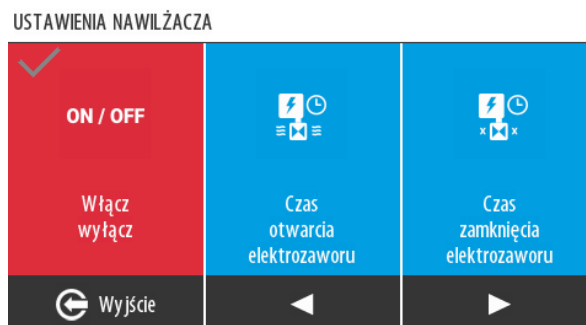 USTAWIENIA NAWILŻACZA
ON / OFF
Włącz
wyłącz
Czas
otwarcia
elektrozaworu
Czas
zamknięcia
elektrozaworu
Wyjście